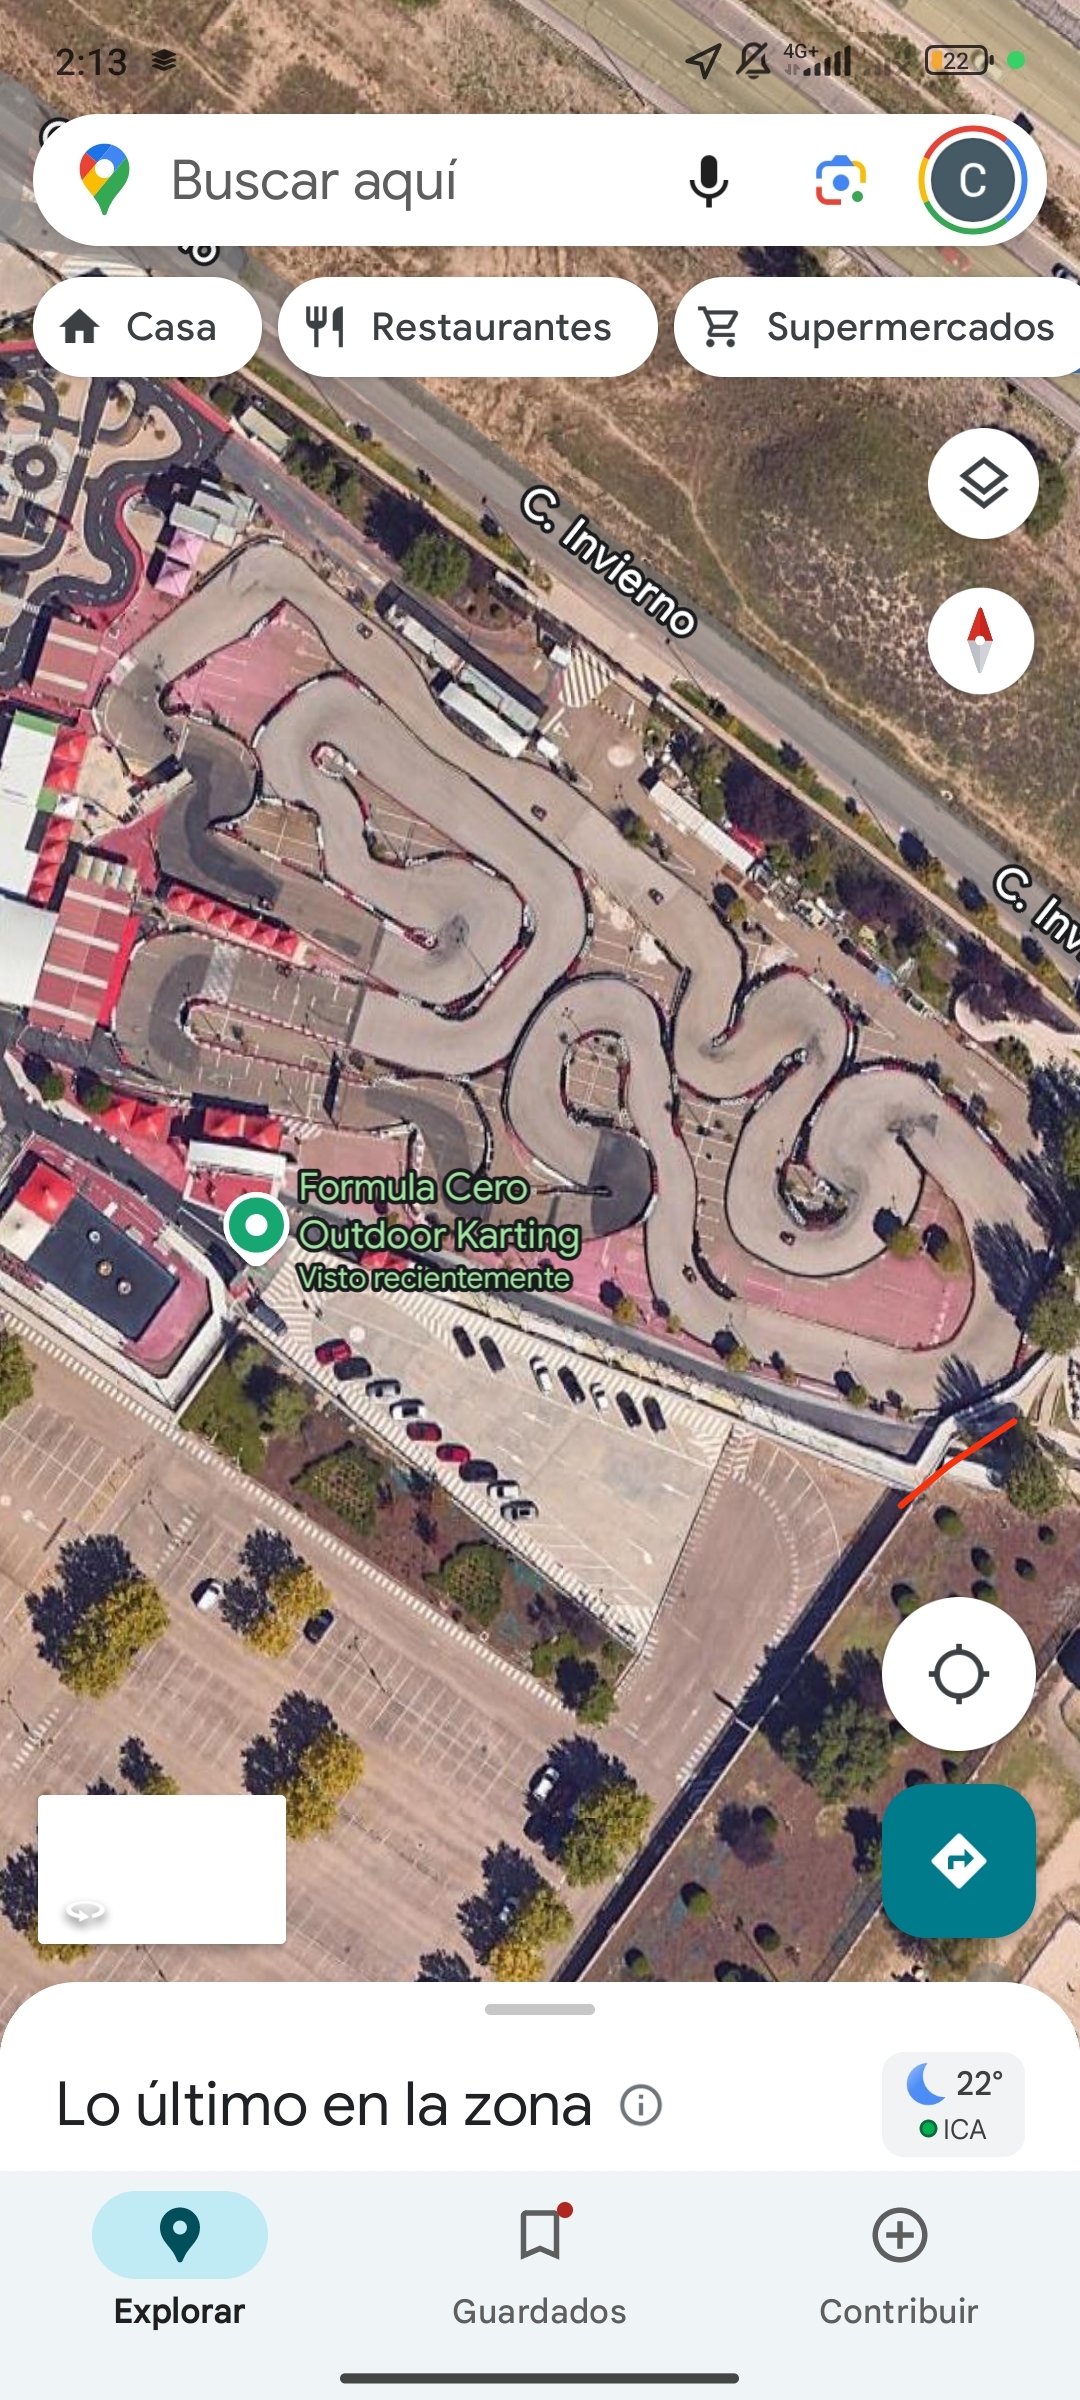 2:13
4G+
22
Buscar aquí
C
Casa
Restaurantes
Supermercados
C. Invierno
C. Inv
Formula Cero
Outdoor Karting
Visto recientemente
Lo último en la zona
22°
ICA
Explorar
Guardados
Contribuir